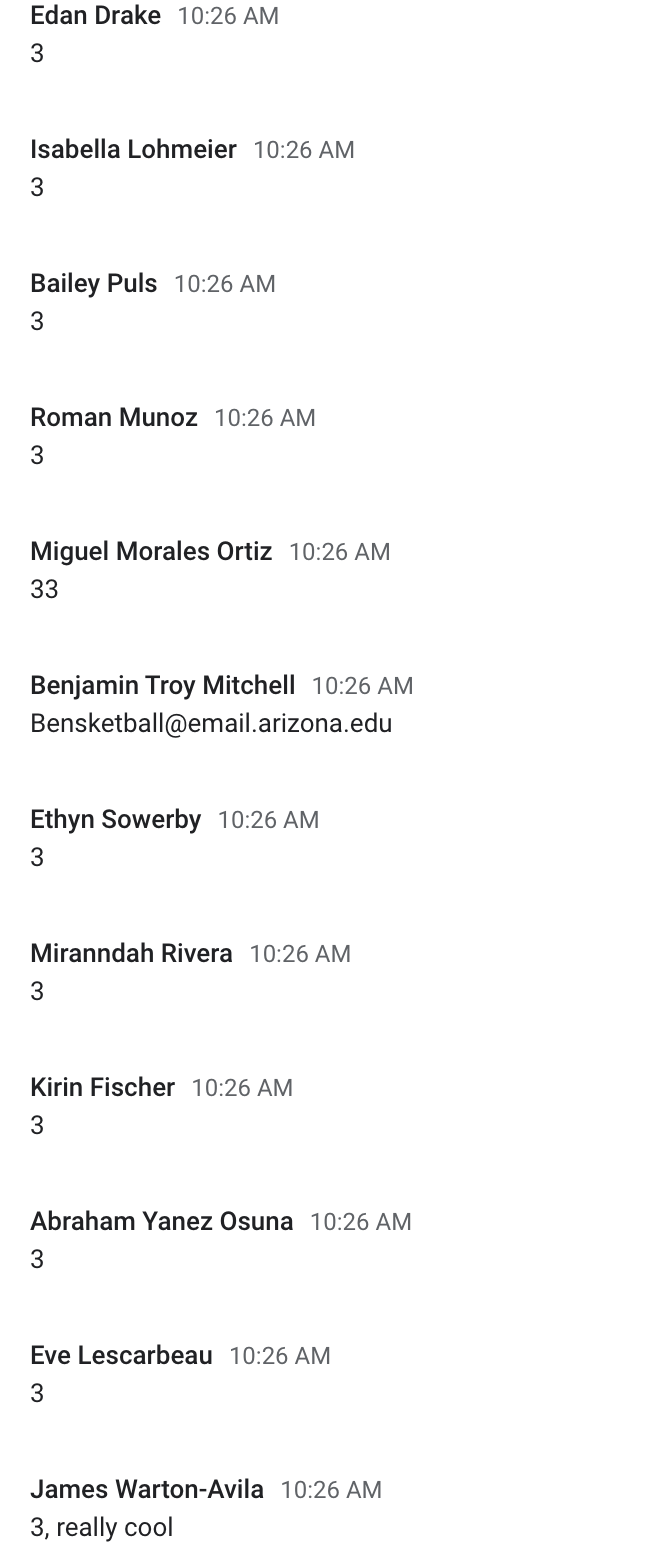 Edan Drake 10:26 AM
3
Isabella Lohmeier 10:26 AM
3
Bailey Puls 10:26 AM
3
Roman Munoz 10:26 AM
3
Miguel Morales Ortiz 10:26 AM
33
Benjamin Troy Mitchell 10:26 AM
Bensketball@email.arizona.edu
Ethyn Sowerby 10:26 AM
3
Miranndah Rivera 10:26 AM
3
Kirin Fischer 10:26 AM
3
Abraham Yanez Osuna 10:26 AM
3
Eve Lescarbeau 10:26 AM
3
James Warton-Avila 10:26 AM
3, really cool